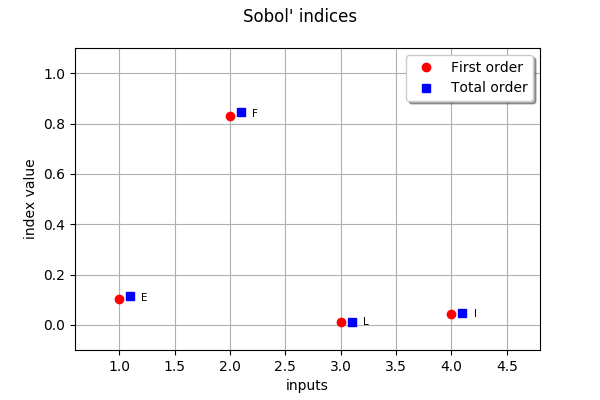 Sobol' indices
First order
Total order
index value
1.0
0.8
0.6
0.4
0.2
0.0
F
E
L
I
1.0 1.5 2.0 2.5 3.0 3.5 4.0 4.5
inputs